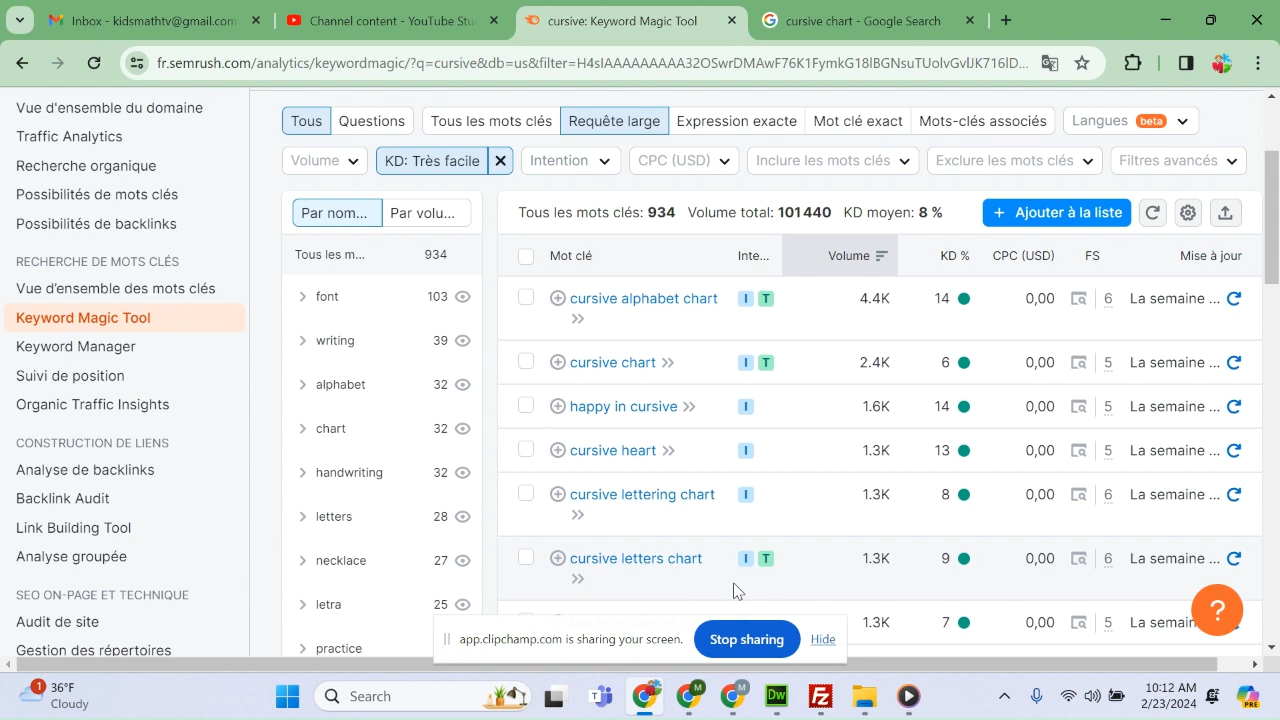 Inbox - kidsmathtv@gmail.com
Channel content - YouTube Stu
cursive: Keyword Magic Tool
cursive chart - Google Search
fr.semrush.com/analytics/keywordmagic/?q=cursive&db=us&filter=
Vue d'ensemble du domaine
Traffic Analytics
Recherche organique
Possibilités de mots clés
Possibilités de backlinks
RECHERCHE DE MOTS CLÉS
Vue d'ensemble des mots clés
Keyword Magic Tool
Keyword Manager
Suivi de position
Organic Traffic Insights
CONSTRUCTION DE LIENS
Analyse de backlinks
Backlink Audit
Link Building Tool
Analyse groupée
SEO ON-PAGE ET TECHNIQUE
Audit de site
Gestion des répertoires
Tous Questions Tous les mots clés Requête large Expression exacte Mot clé exact Mots-clés associés Langues beta
Volume KD: Très facile Intention CPC (USD) Inclure les mots clés Exclure les mots clés Filtres avancés
Par nom... Par volu...
Tous les m... 934
font 103
writing 39
alphabet 32
chart 32
handwriting 32
letters 28
necklace 27
letra 25
practice
Tous les mots clés: 934 Volume total: 101 440 KD moyen: 8 % + Ajouter à la liste
Mot clé Inte... Volume KD % CPC (USD) FS Mise à jour
cursive alphabet chart I T 4.4K 14 0,00 6 La semaine ...
cursive chart I T 2.4K 6 0,00 5 La semaine ...
happy in cursive I 1.6K 14 0,00 5 La semaine ...
cursive heart I 1.3K 13 0,00 5 La semaine ...
cursive lettering chart I 1.3K 8 0,00 6 La semaine ...
cursive letters chart I T 1.3K 9 0,00 6 La semaine ...
1.3K 7 0,00 5 La semain
?
app.clipchamp.com is sharing your screen. Stop sharing Hide
1
36°F
Cloudy
Search
M
M
Dw
10:12 AM
2/23/2024
PRE